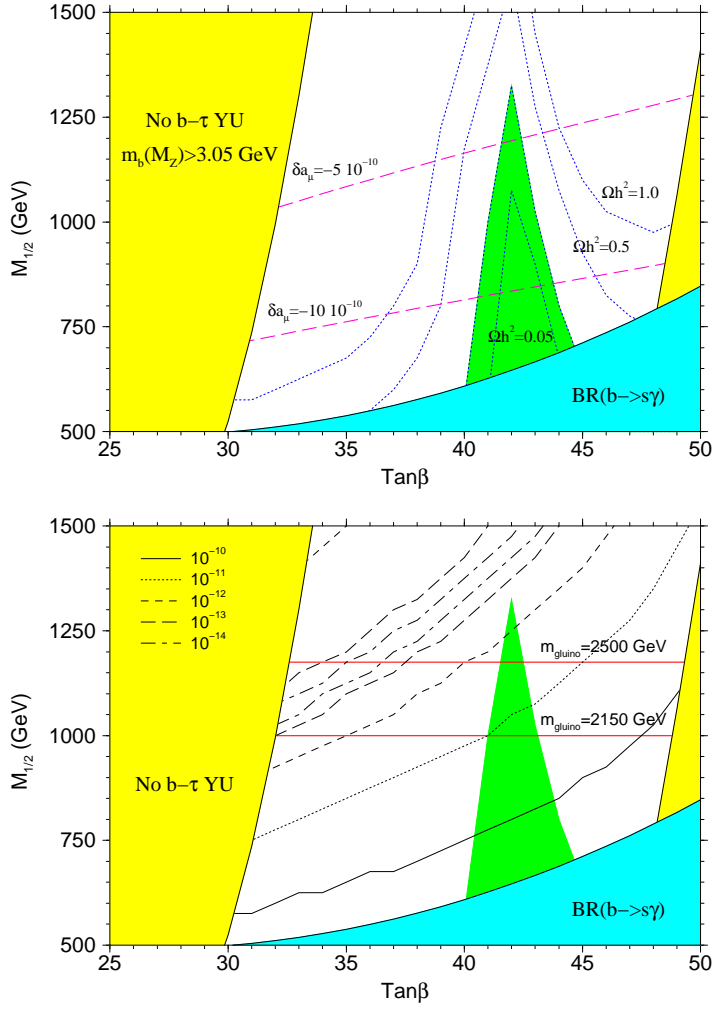 1500
1250
1000
750
500
M1/2 (GeV)
No b−τ YU
mb(MZ)>3.05 GeV
δaμ=−5 10−10
δaμ=−10 10−10
Ωh2=1.0
Ωh2=0.5
Ωh2=0.05
BR(b−>sγ)
25 30 35 40 45 50
Tanβ
1500
1250
1000
750
500
M1/2 (GeV)
10−10
10−11
10−12
10−13
10−14
mgluino=2500 GeV
mgluino=2150 GeV
No b−τ YU
BR(b−>sγ)
25 30 35 40 45 50
Tanβ